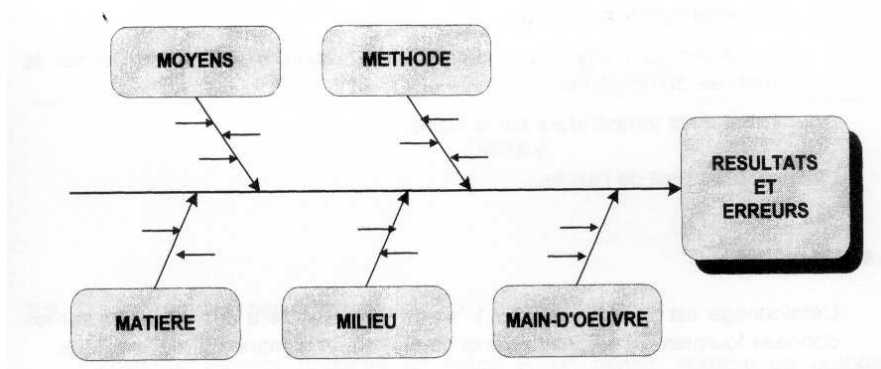 MOYENS
METHODE
RESULTATS
ET
ERREURS
MATIERE
MILIEU
MAIN-D'OEUVRE